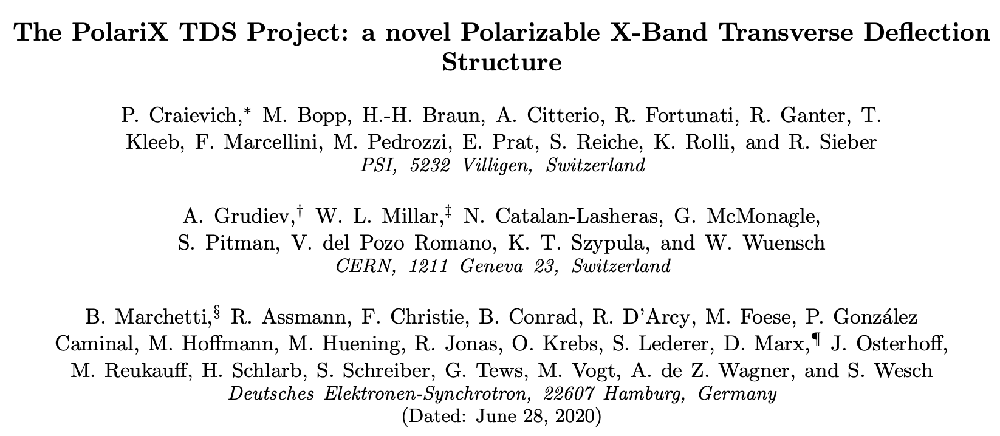 The PolariX TDS Project: a novel Polarizable X-Band Transverse Deflection
Structure
P. Craievich,* M. Bopp, H.-H. Braun, A. Citterio, R. Fortunati, R. Ganter, T.
Kleeb, F. Marcellini, M. Pedrozzi, E. Prat, S. Reiche, K. Rolli, and R. Sieber
PSI, 5232 Villigen, Switzerland
A. Grudiev,† W. L. Millar,‡ N. Catalan-Lasheras, G. McMonagle,
S. Pitman, V. del Pozo Romano, K. T. Szypula, and W. Wuensch
CERN, 1211 Geneva 23, Switzerland
B. Marchetti,§ R. Assmann, F. Christie, B. Conrad, R. D'Arcy, M. Foese, P. González
Caminal, M. Hoffmann, M. Huening, R. Jonas, O. Krebs, S. Lederer, D. Marx,¶ J. Osterhoff,
M. Reukauff, H. Schlarb, S. Schreiber, G. Tews, M. Vogt, A. de Z. Wagner, and S. Wesch
Deutsches Elektronen-Synchrotron, 22607 Hamburg, Germany
(Dated: June 28, 2020)